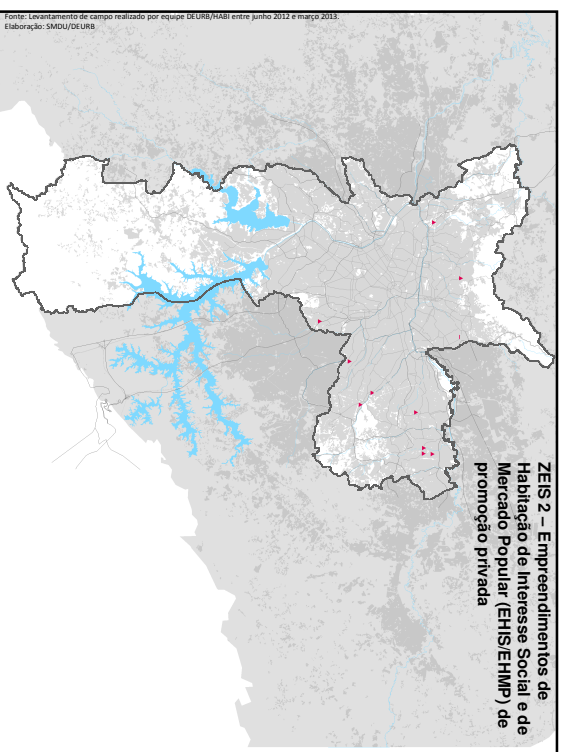 ZEIS 2 – Empreendimentos de
Habitação de Interesse Social e de
Mercado Popular (EHIS/EHMP) de
promoção privada
Fonte: Levantamento de campo realizado por equipe DEURB/HABI entre junho 2012 e março 2013.
Elaboração: SMDU/DEURB